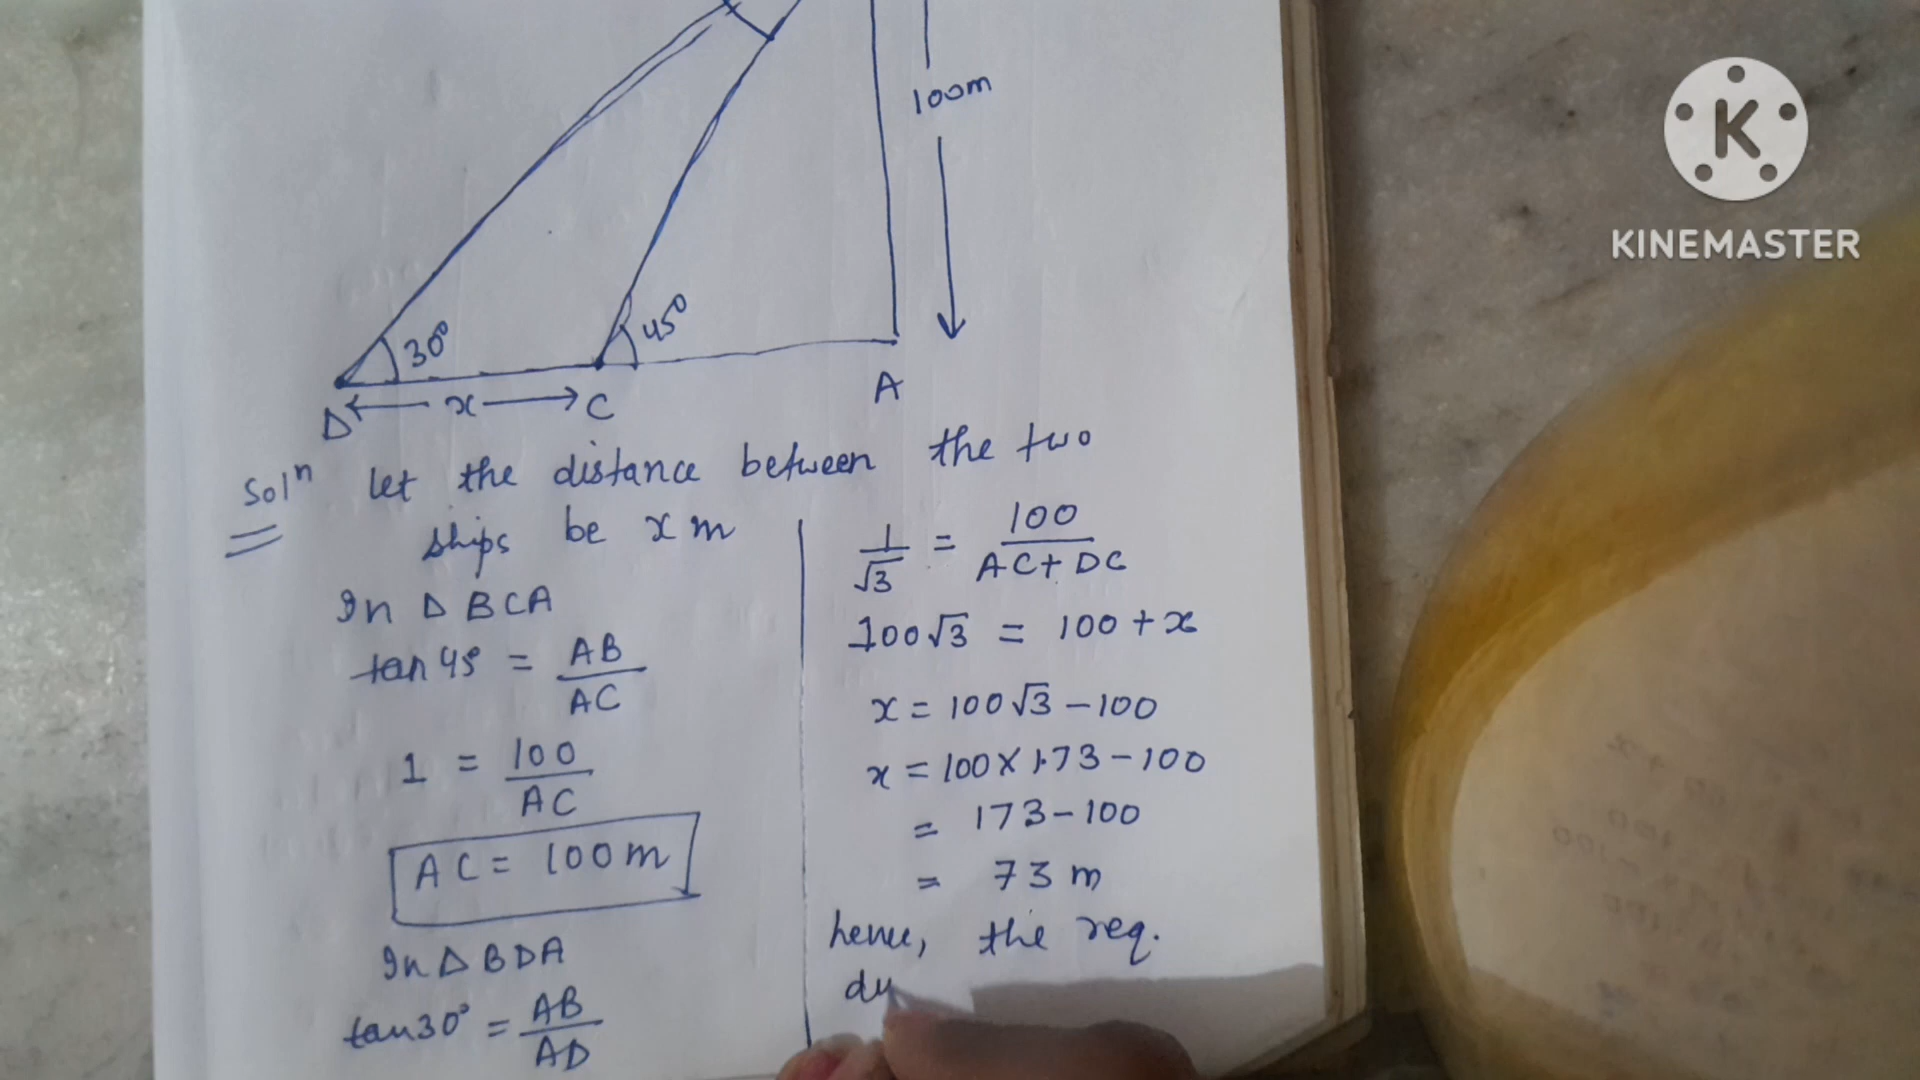 100m
30°
45°
D
x
C
A
Solⁿ let the distance between the two
ships be x m
In Δ BCA
tan 45° = AB/AC
1 = 100/AC
AC = 100 m
In Δ BDA
tan 30° = AB/AD
1/√3 = 100/AC + DC
100√3 = 100 + x
x = 100√3 - 100
x = 100 X 1.73 - 100
= 173 - 100
= 73 m
hence, the req.
K
KINEMASTER